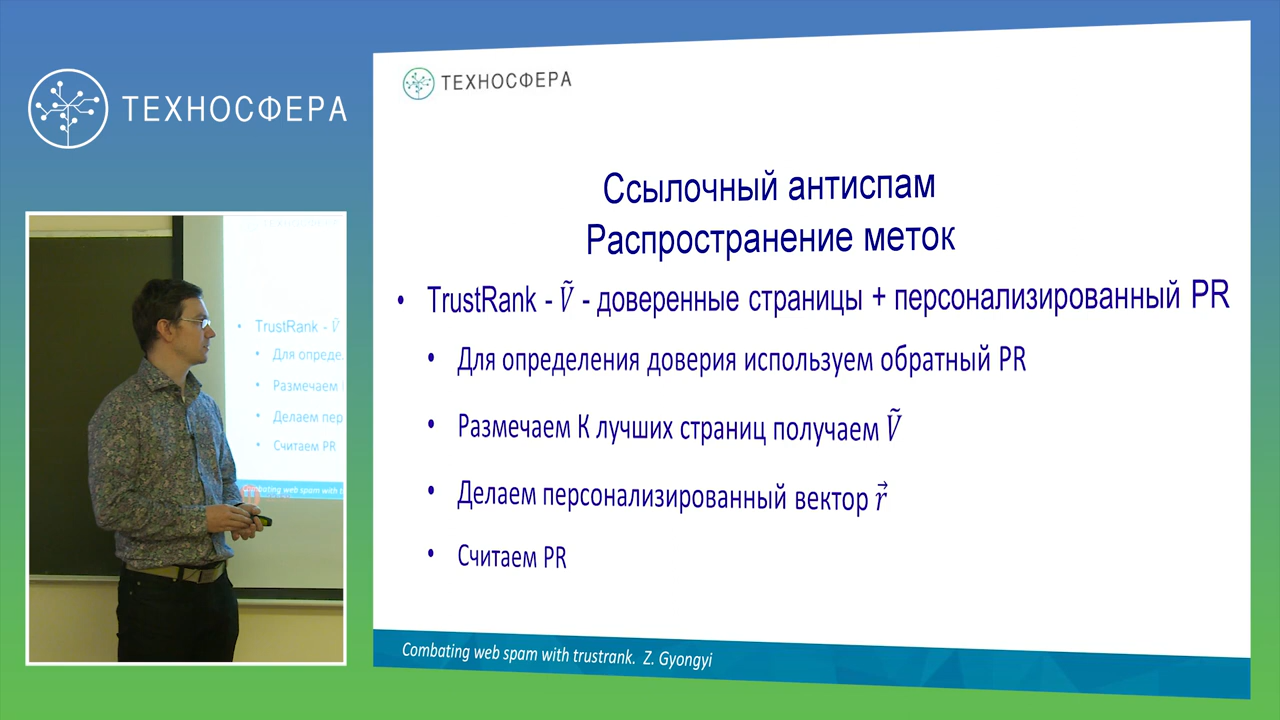 ТЕХНОСФЕРА
ТЕХНОСФЕРА
Ссылочный антиспам
Распространение меток
• TrustRank - Ṽ - доверенные страницы + персонализированный PR
• Для определения доверия используем обратный PR
• Размечаем К лучших страниц получаем Ṽ
• Делаем персонализированный вектор r⃗
• Считаем PR
Combating web spam with trustrank. Z. Gyongyi
• TrustRank - Ṽ
• Для опреде
• Размечаем
• Делаем пер
• Считаем PR
Combating web spam with t